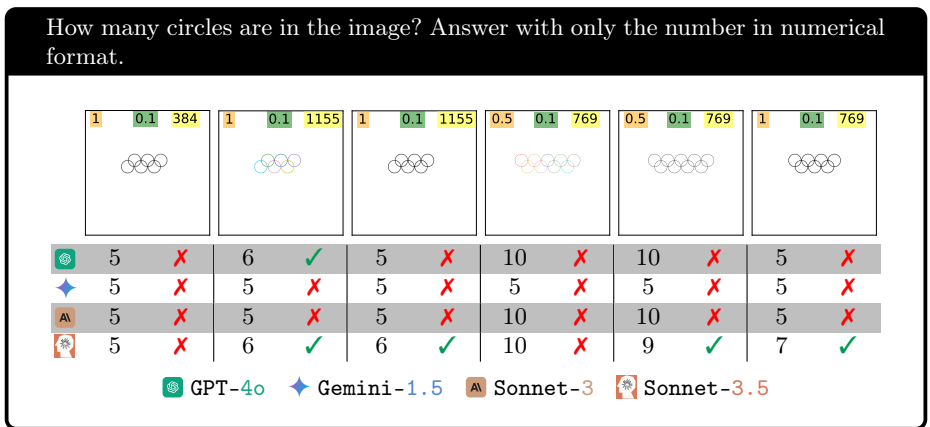 How many circles are in the image? Answer with only the number in numerical
format.
1 0.1 384 1 0.1 1155 1 0.1 1155 0.5 0.1 769 0.5 0.1 769 1 0.1 769
5 ✗ 6 ✓ 5 ✗ 10 ✗ 10 ✗ 5 ✗
5 ✗ 5 ✗ 5 ✗ 5 ✗ 5 ✗ 5 ✗
5 ✗ 5 ✗ 5 ✗ 10 ✗ 10 ✗ 5 ✗
5 ✗ 6 ✓ 6 ✓ 10 ✗ 9 ✓ 7 ✓
GPT-4o Gemini-1.5 Sonnet-3 Sonnet-3.5